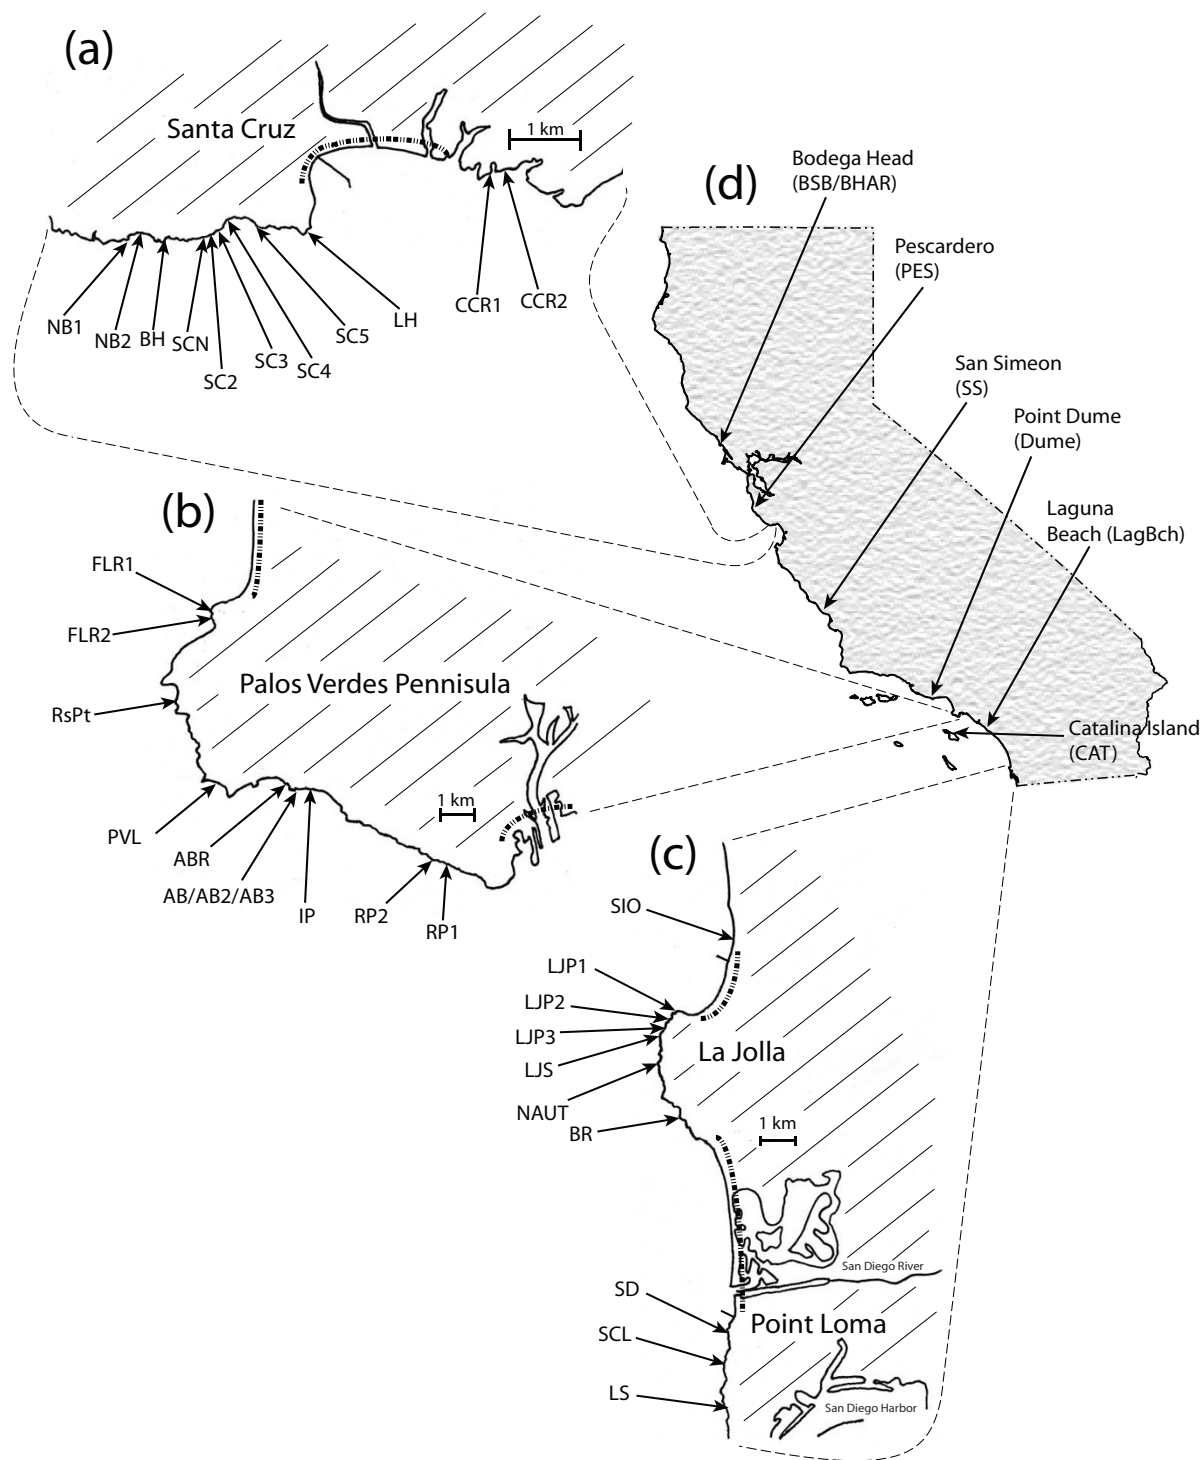 (a)
Santa Cruz
1 km
NB1
NB2
BH
SCN
SC2
SC3
SC4
SC5
LH
CCR1
CCR2
(d)
Bodega Head
(BSB/BHAR)
Pescardero
(PES)
San Simeon
(SS)
Point Dume
(Dume)
Laguna
Beach (LagBch)
Catalina Island
(CAT)
(b)
FLR1
FLR2
RsPt
Palos Verdes Pennisula
1 km
PVL
ABR
AB/AB2/AB3
IP
RP2
RP1
(c)
SIO
LJP1
LJP2
LJP3
LJS
NAUT
BR
La Jolla
1 km
San Diego River
SD
SCL
LS
Point Loma
San Diego Harbor